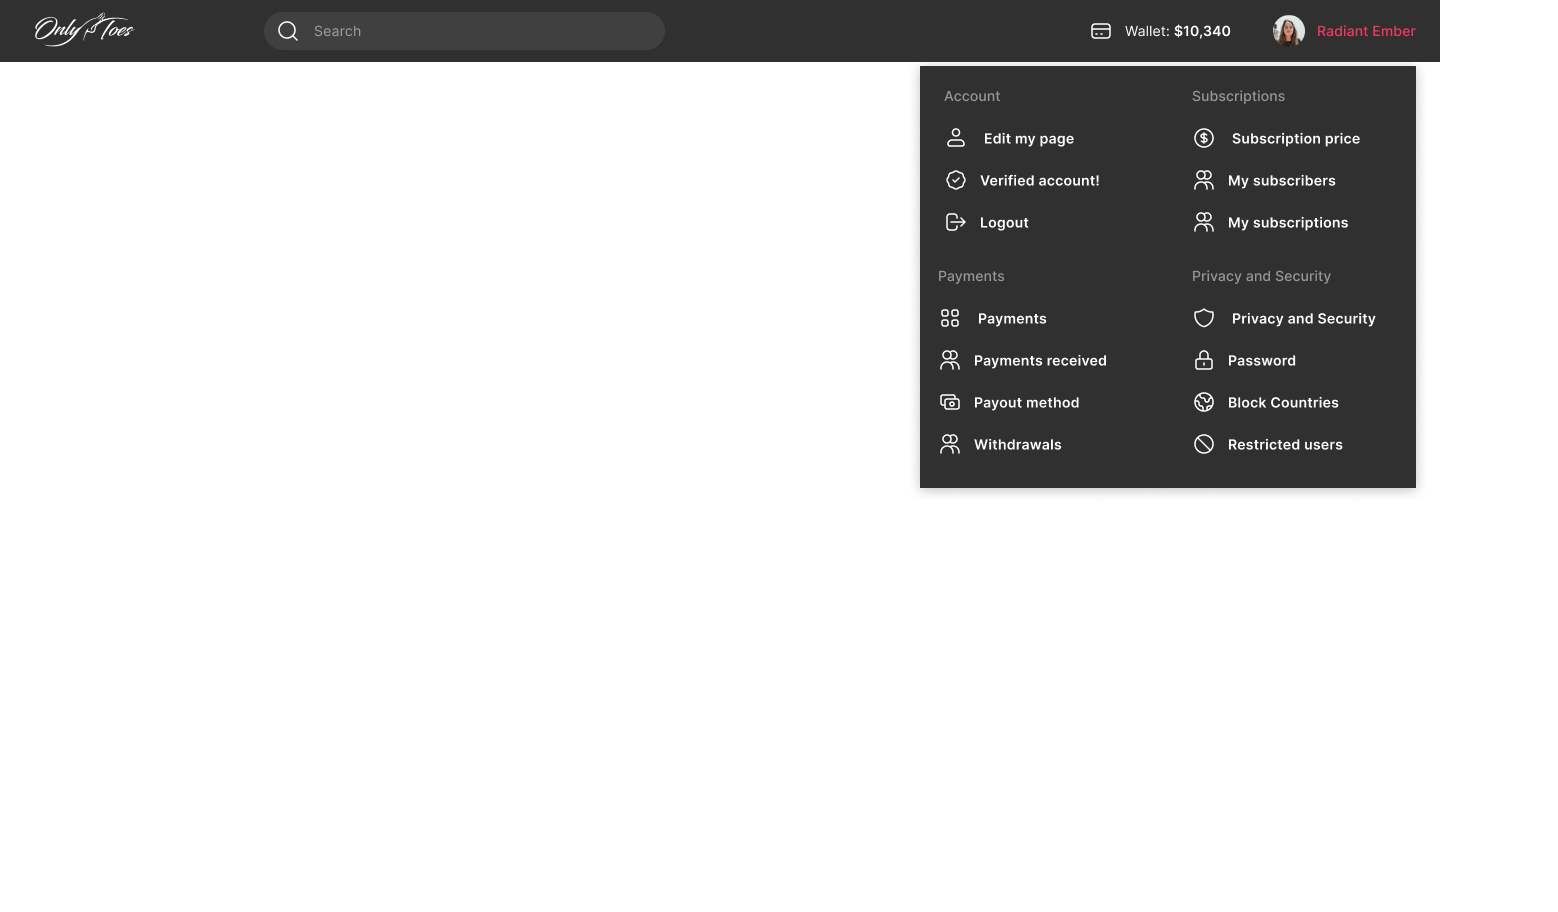 Only Toes
Search
Wallet: $10,340
Radiant Ember
Account
Edit my page
Verified account!
Logout
Subscriptions
Subscription price
My subscribers
My subscriptions
Payments
Payments
Payments received
Payout method
Withdrawals
Privacy and Security
Privacy and Security
Password
Block Countries
Restricted users